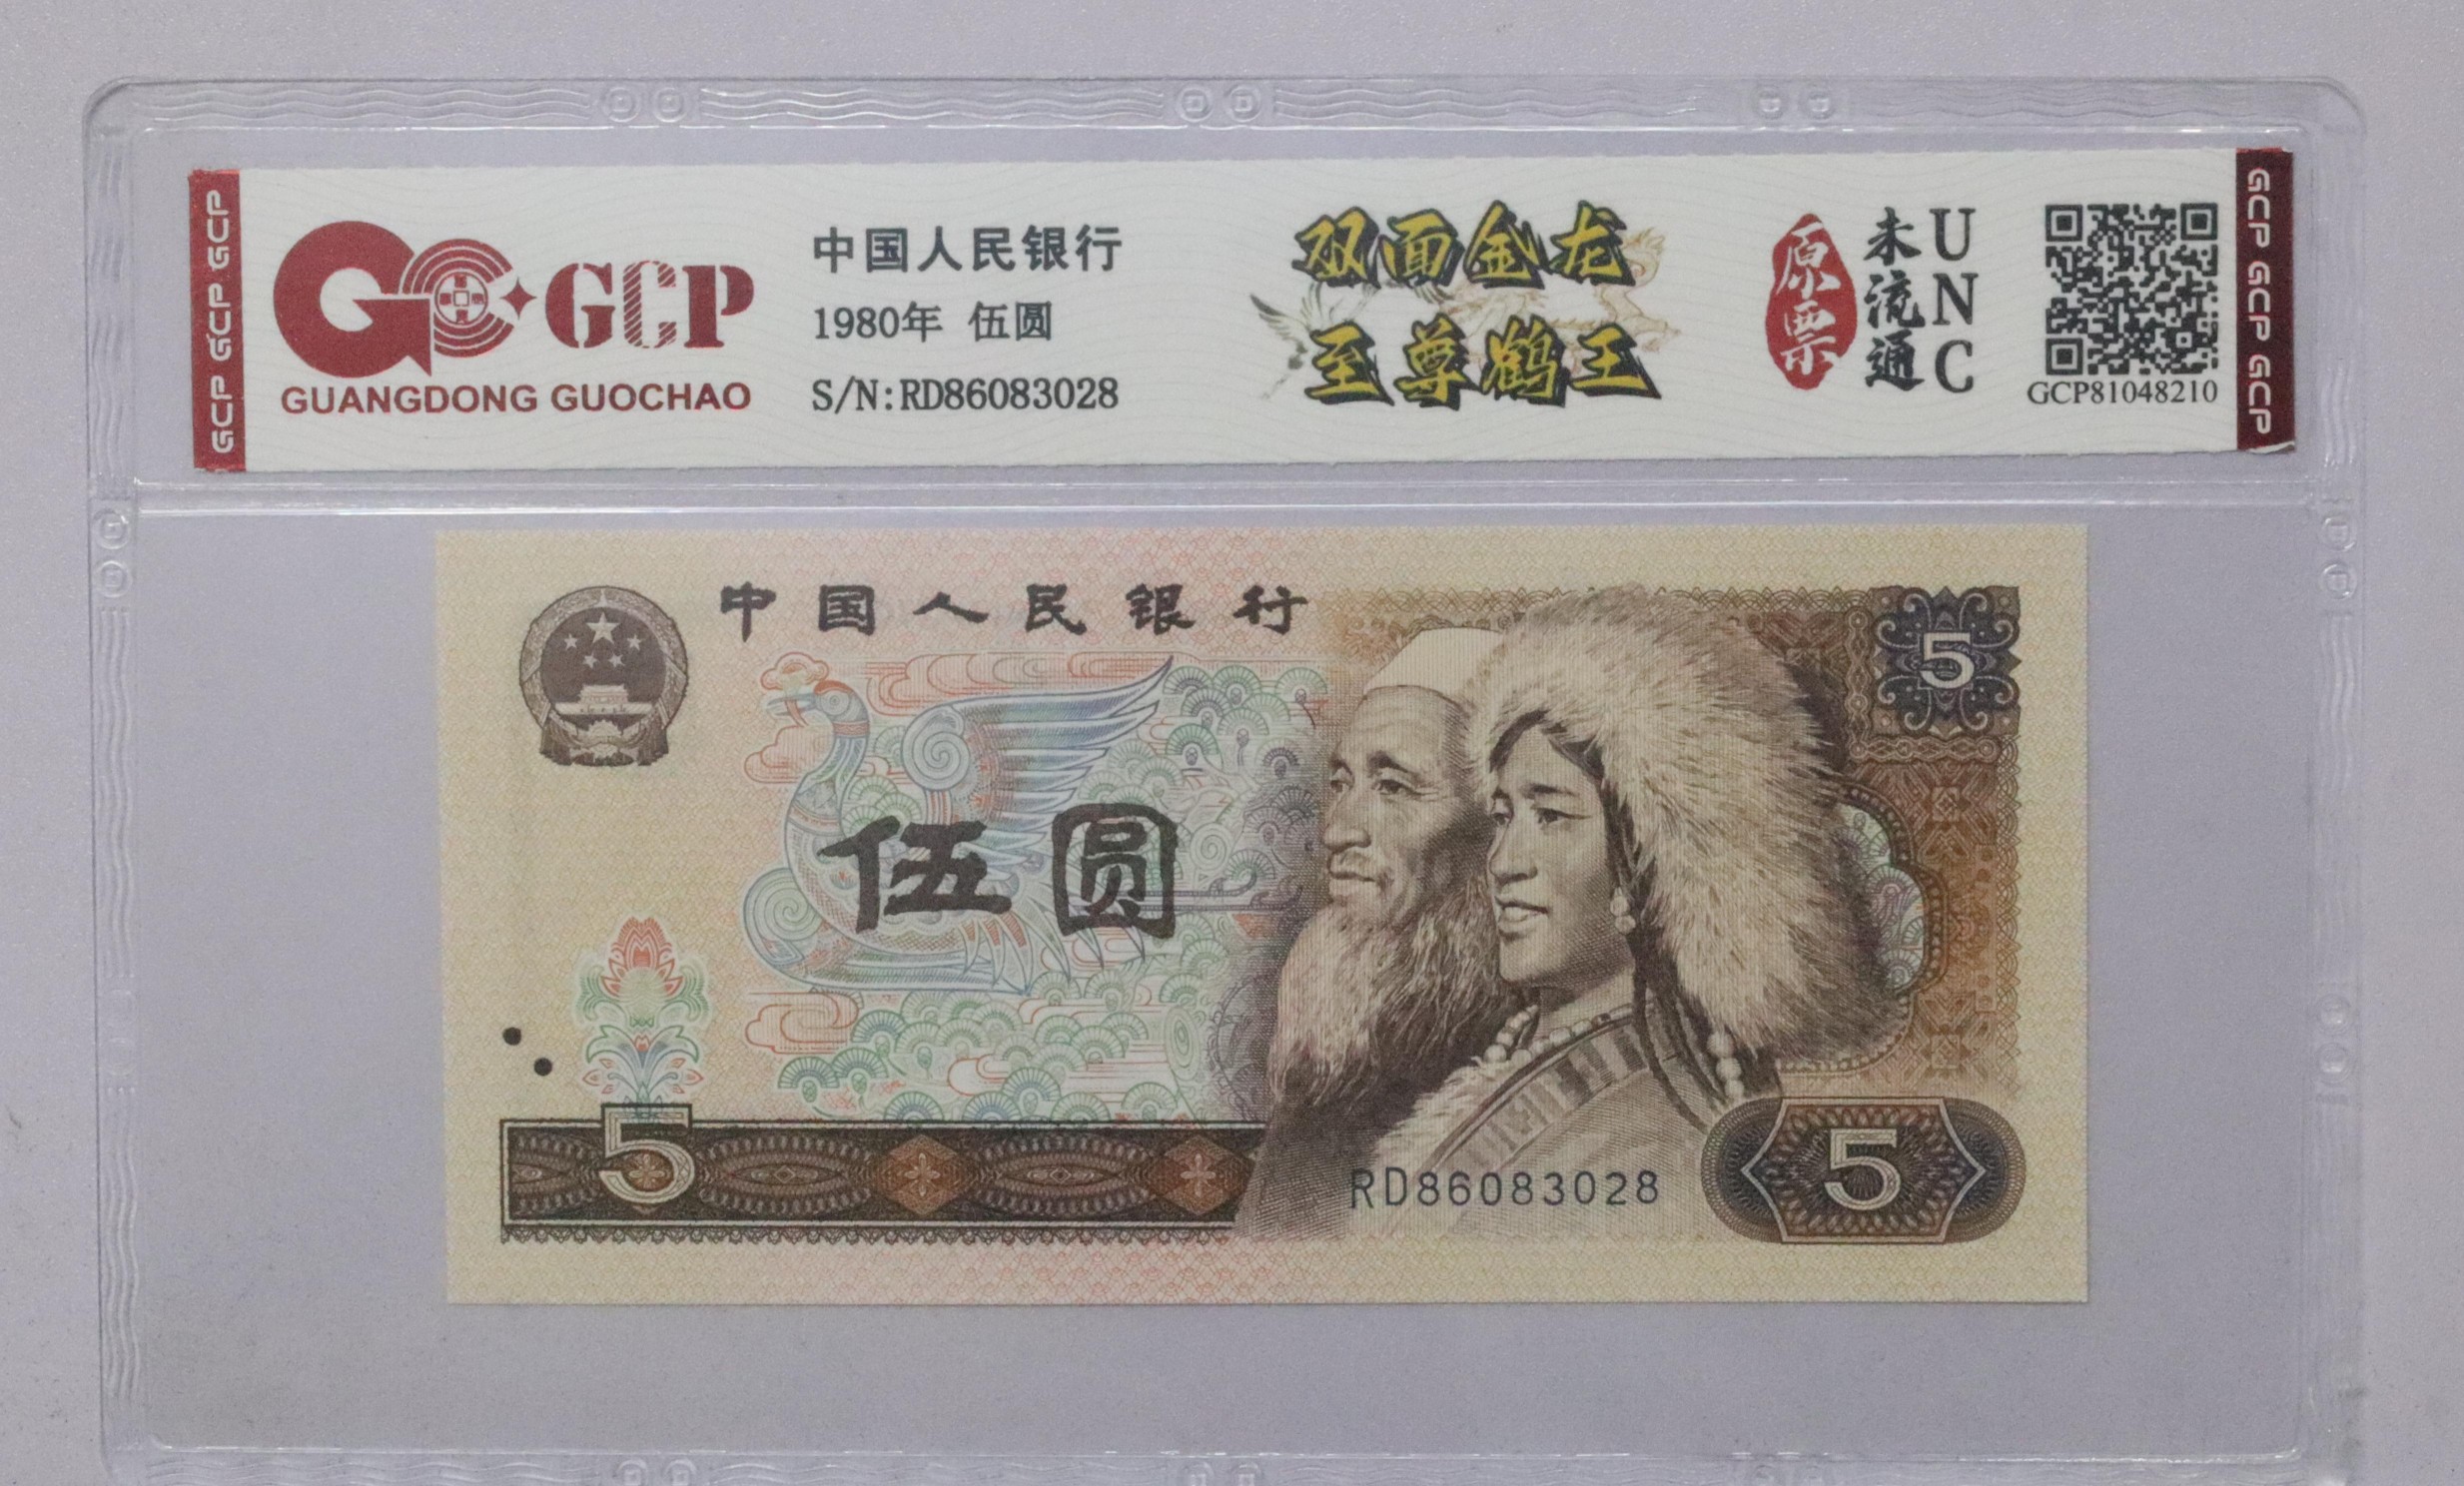 GCP GCP GCP
GCP
GUANGDONG GUOCHAO
中国人民银行
1980年 伍圆
S/N:RD86083028
双面金龙
至尊鹤王
原票
未流通
UNC
GCP81048210
GCP GCP GCP
中国人民银行
5
伍圆
5
RD86083028
5